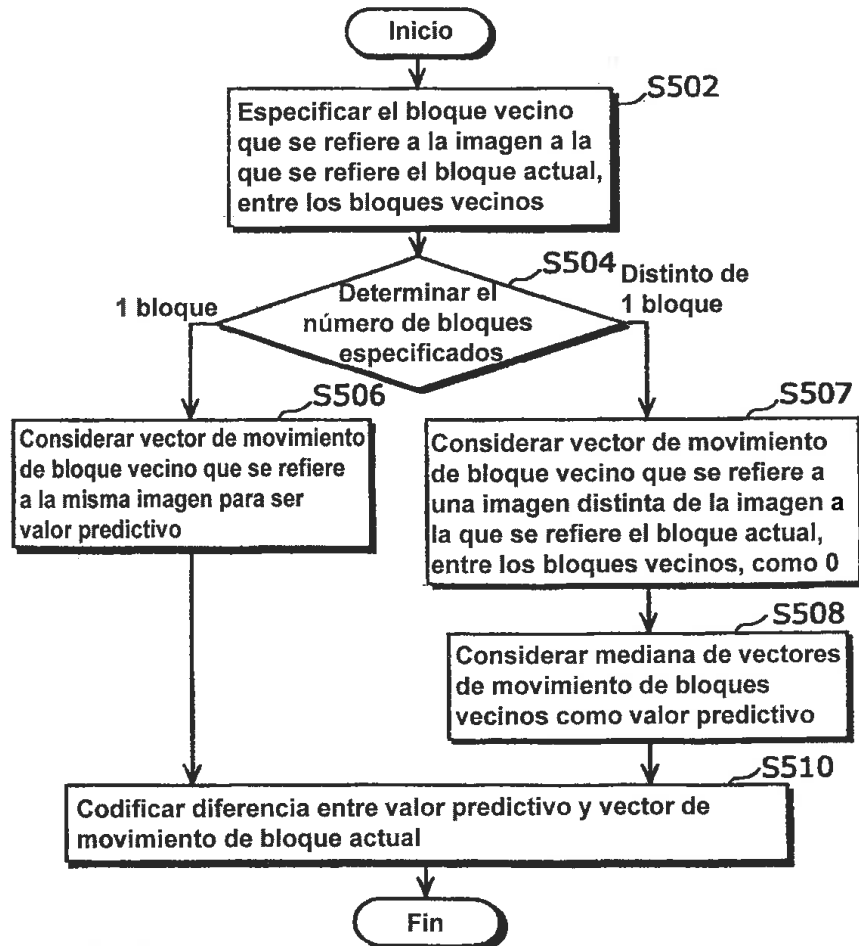 Inicio
S502
Especificar el bloque vecino
que se refiere a la imagen a la
que se refiere el bloque actual,
entre los bloques vecinos
S504
Distinto de
1 bloque
1 bloque
Determinar el
número de bloques
especificados
S506
Considerar vector de movimiento
de bloque vecino que se refiere
a la misma imagen para ser
valor predictivo
S507
Considerar vector de movimiento
de bloque vecino que se refiere a
una imagen distinta de la imagen a
la que se refiere el bloque actual,
entre los bloques vecinos, como 0
S508
Considerar mediana de vectores
de movimiento de bloques
vecinos como valor predictivo
S510
Codificar diferencia entre valor predictivo y vector de
movimiento de bloque actual
Fin